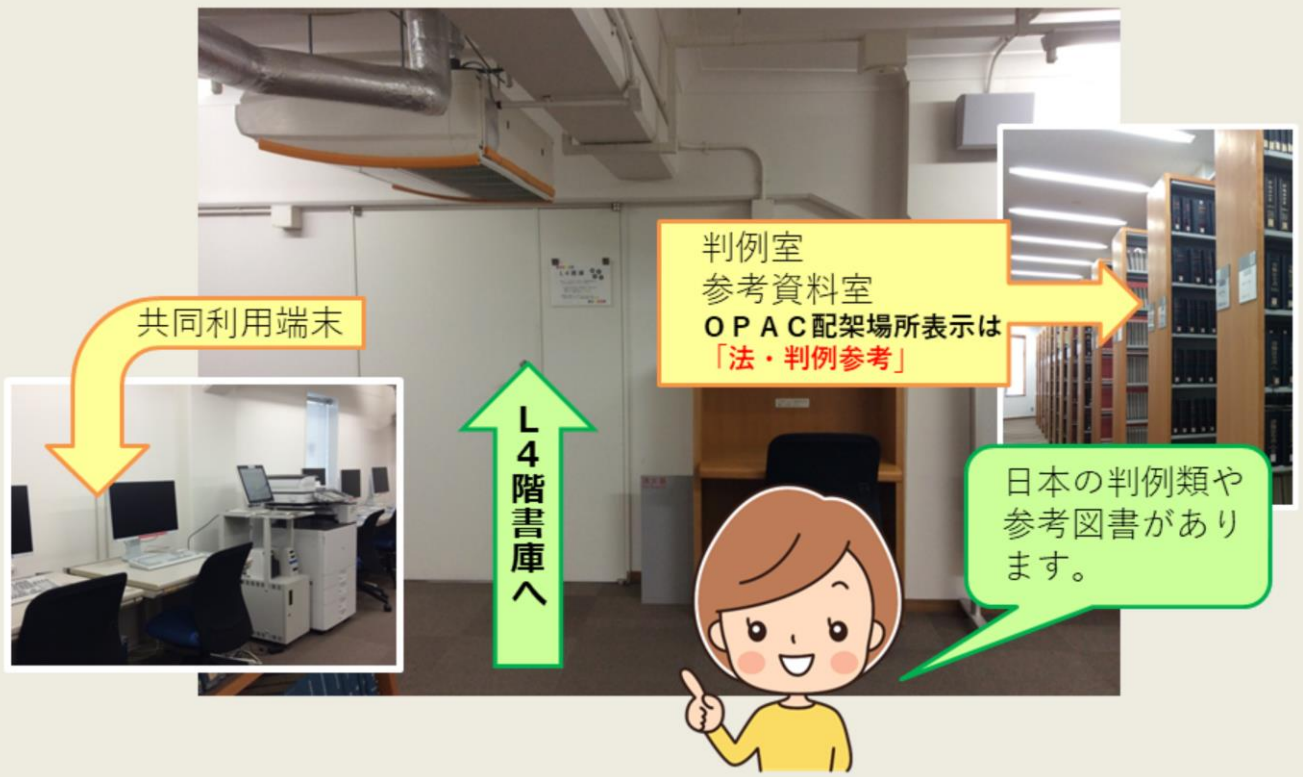 判例室
参考資料室
OPAC配架場所表示は
「法・判例参考」
共同利用端末
L4階書庫へ
日本の判例類や
参考図書があり
ます。